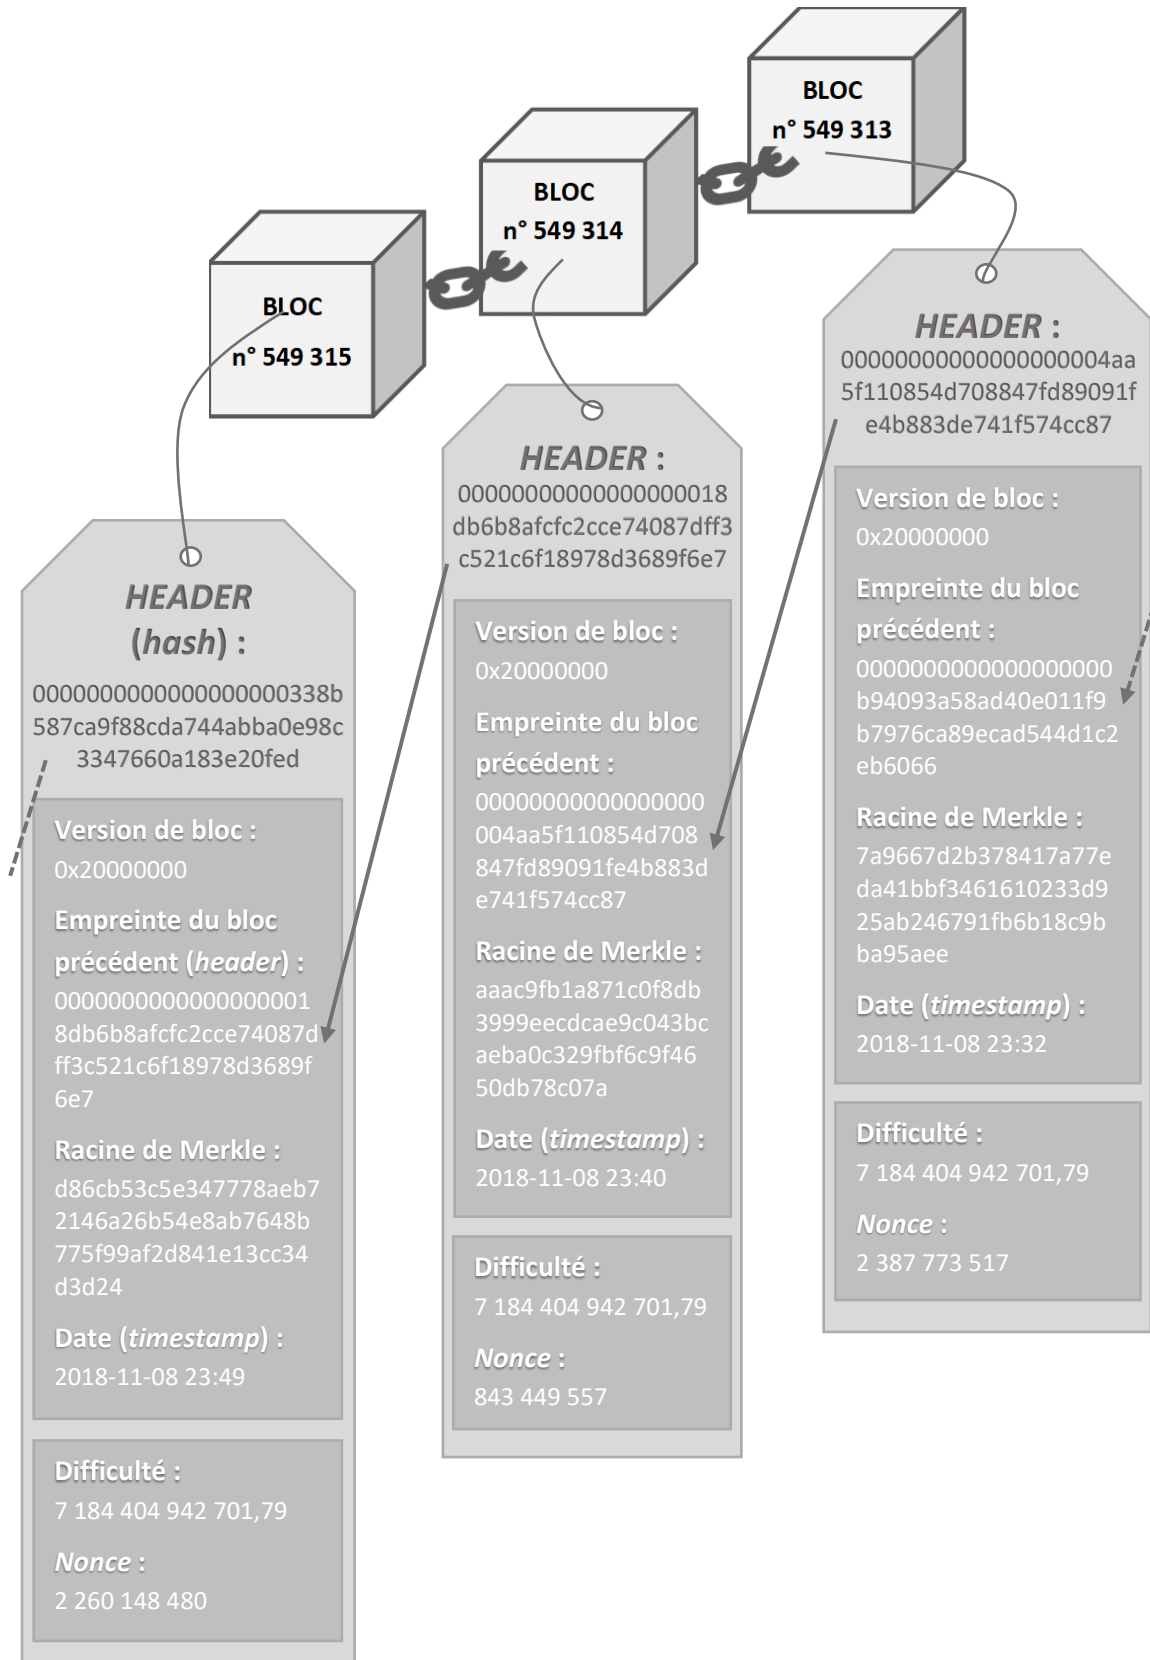 BLOC
n° 549 313
BLOC
n° 549 314
BLOC
n° 549 315
HEADER :
00000000000000000004aa
5f110854d708847fd89091f
e4b883de741f574cc87
Version de bloc :
0x20000000
Empreinte du bloc
précédent :
0000000000000000000
b94093a58ad40e011f9
b7976ca89ecad544d1c2
eb6066
Racine de Merkle :
7a9667d2b378417a77e
da41bbf3461610233d9
25ab246791fb6b18c9b
ba95aee
Date (timestamp) :
2018-11-08 23:32
Difficulté :
7 184 404 942 701,79
Nonce :
2 387 773 517
HEADER :
00000000000000000018
db6b8afcfc2cce74087dff3
c521c6f18978d3689f6e7
Version de bloc :
0x20000000
Empreinte du bloc
précédent :
00000000000000000
004aa5f110854d708
847fd89091fe4b883d
e741f574cc87
Racine de Merkle :
aaac9fb1a871c0f8db
3999eecdcae9c043bc
aeba0c329fbf6c9f46
50db78c07a
Date (timestamp) :
2018-11-08 23:40
Difficulté :
7 184 404 942 701,79
Nonce :
843 449 557
HEADER
(hash) :
0000000000000000000338b
587ca9f88cda744abba0e98c
3347660a183e20fed
Version de bloc :
0x20000000
Empreinte du bloc
précédent (header) :
0000000000000000001
8db6b8afcfc2cce74087d
ff3c521c6f18978d3689f
6e7
Racine de Merkle :
d86cb53c5e347778aeb7
2146a26b54e8ab7648b
775f99af2d841e13cc34
d3d24
Date (timestamp) :
2018-11-08 23:49
Difficulté :
7 184 404 942 701,79
Nonce :
2 260 148 480